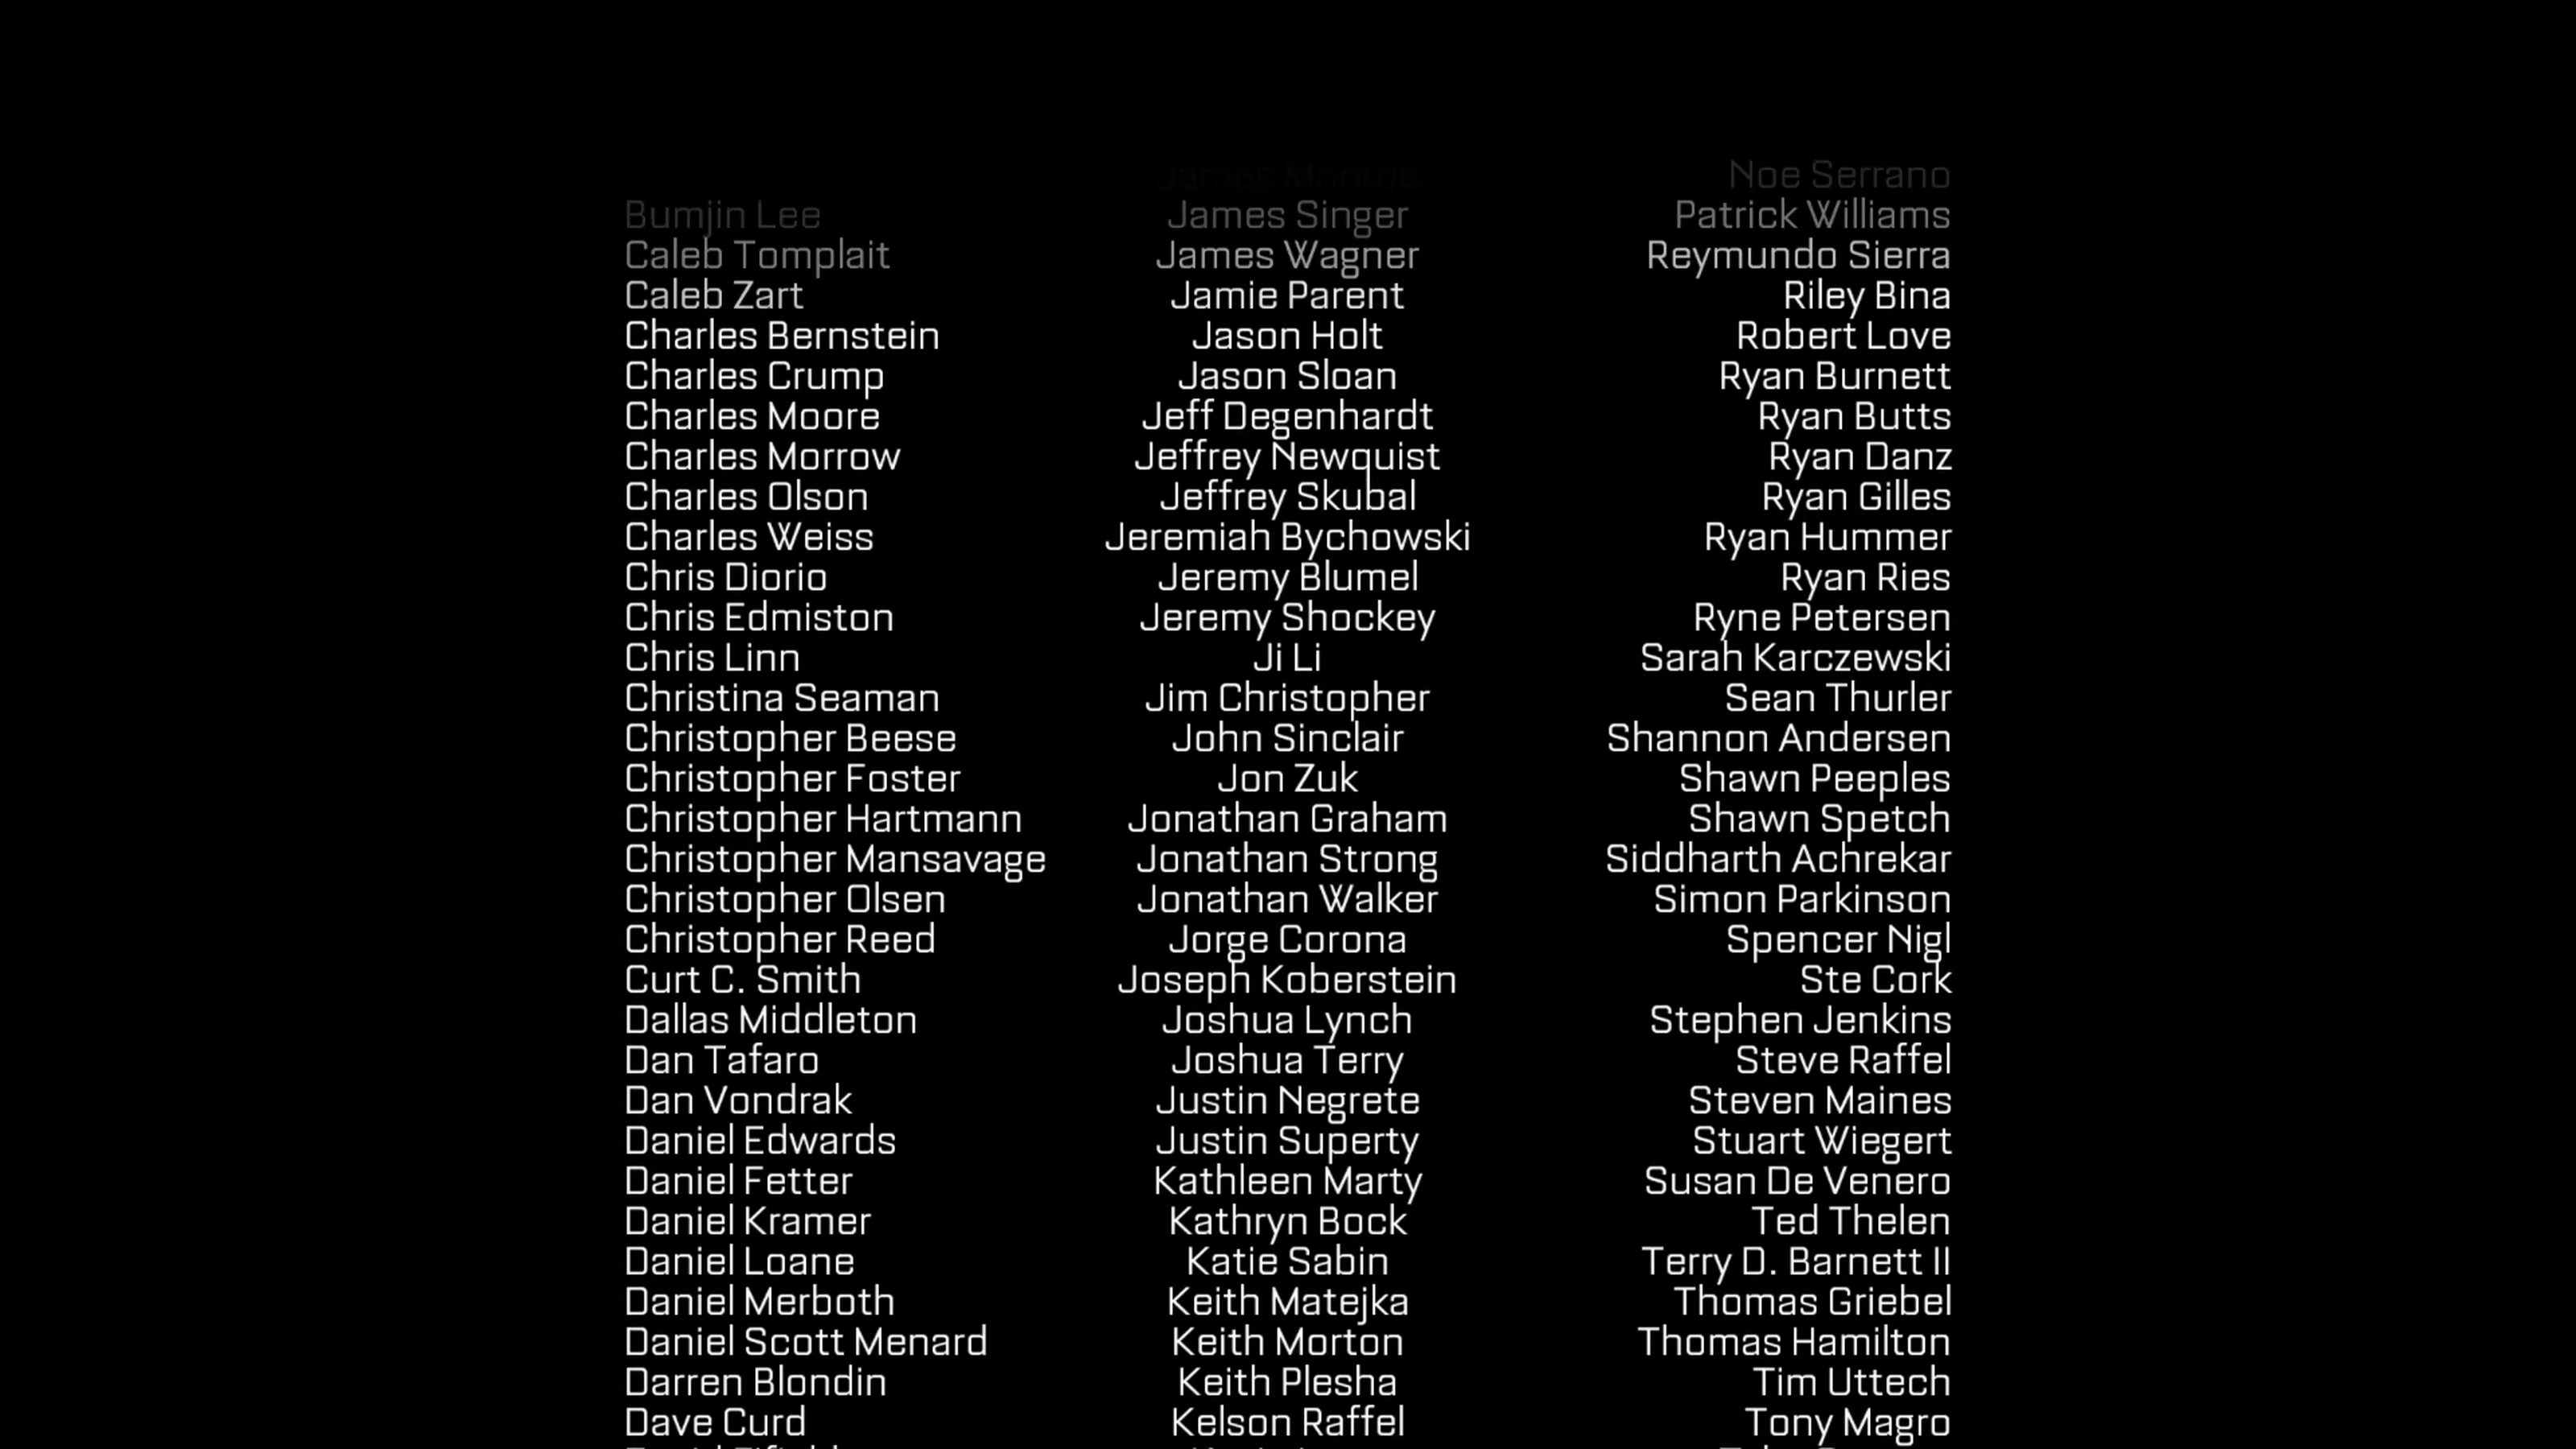 Noe Serrano
Bumjin Lee James Singer Patrick Williams
Caleb Tomplait James Wagner Reymundo Sierra
Caleb Zart Jamie Parent Riley Bina
Charles Bernstein Jason Holt Robert Love
Charles Crump Jason Sloan Ryan Burnett
Charles Moore Jeff Degenhardt Ryan Butts
Charles Morrow Jeffrey Newquist Ryan Danz
Charles Olson Jeffrey Skubal Ryan Gilles
Charles Weiss Jeremiah Bychowski Ryan Hummer
Chris Diorio Jeremy Blumel Ryan Ries
Chris Edmiston Jeremy Shockey Ryne Petersen
Chris Linn Ji Li Sarah Karczewski
Christina Seaman Jim Christopher Sean Thurler
Christopher Beese John Sinclair Shannon Andersen
Christopher Foster Jon Zuk Shawn Peeples
Christopher Hartmann Jonathan Graham Shawn Spetch
Christopher Mansavage Jonathan Strong Siddharth Achrekar
Christopher Olsen Jonathan Walker Simon Parkinson
Christopher Reed Jorge Corona Spencer Nigl
Curt C. Smith Joseph Koberstein Ste Cork
Dallas Middleton Joshua Lynch Stephen Jenkins
Dan Tafaro Joshua Terry Steve Raffel
Dan Vondrak Justin Negrete Steven Maines
Daniel Edwards Justin Superty Stuart Wiegert
Daniel Fetter Kathleen Marty Susan De Venero
Daniel Kramer Kathryn Bock Ted Thelen
Daniel Loane Katie Sabin Terry D. Barnett II
Daniel Merboth Keith Matejka Thomas Griebel
Daniel Scott Menard Keith Morton Thomas Hamilton
Darren Blondin Keith Plesha Tim Uttech
Dave Curd Kelson Raffel Tony Magro